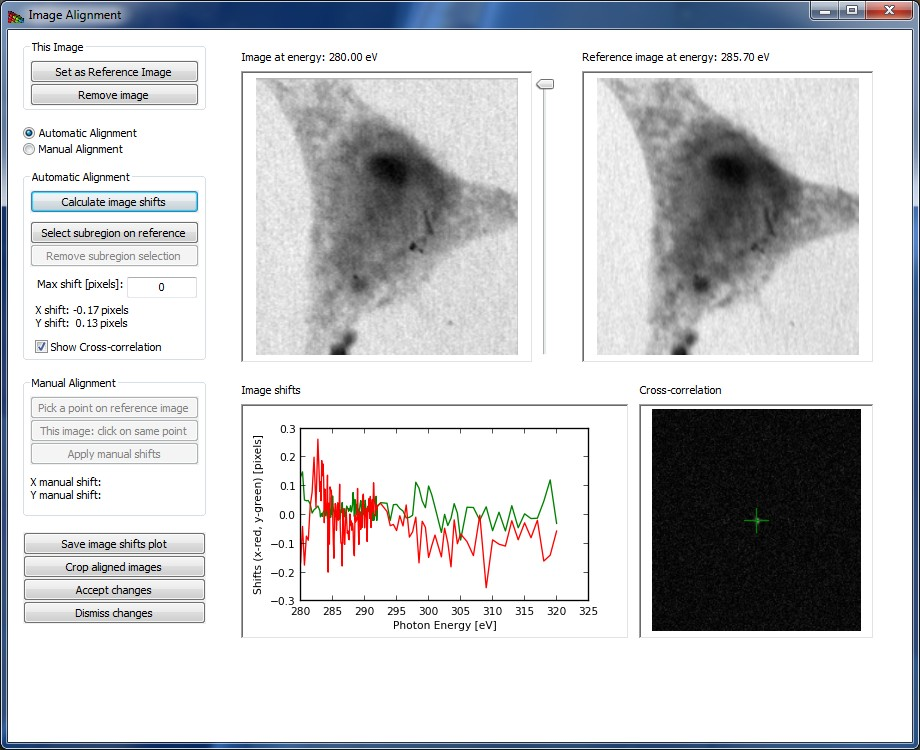 Image Alignment
This Image
Set as Reference Image
Remove image
Automatic Alignment
Manual Alignment
Automatic Alignment
Calculate image shifts
Select subregion on reference
Remove subregion selection
Max shift [pixels]: 0
X shift: -0.17 pixels
Y shift: 0.13 pixels
Show Cross-correlation
Manual Alignment
Pick a point on reference image
This image: click on same point
Apply manual shifts
X manual shift:
Y manual shift:
Save image shifts plot
Crop aligned images
Accept changes
Dismiss changes
Image at energy: 280.00 eV
Reference image at energy: 285.70 eV
Image shifts
Shifts (x-red, y-green) [pixels]
0.3
0.2
0.1
0.0
−0.1
−0.2
−0.3
280 285 290 295 300 305 310 315 320 325
Photon Energy [eV]
Cross-correlation